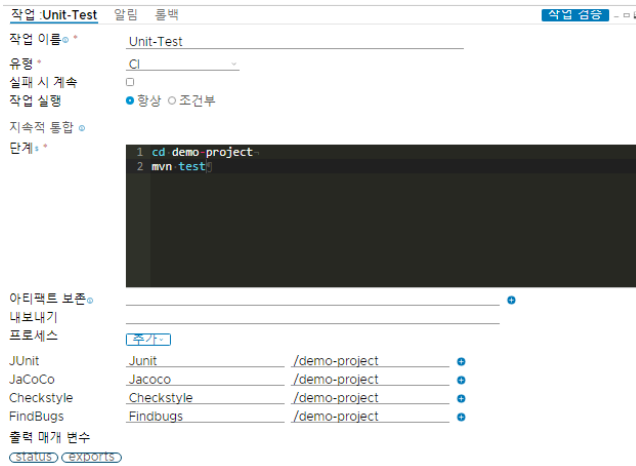 작업 :Unit-Test 알림 롤백 작업 검증
작업 이름 * Unit-Test
유형 * CI
실패 시 계속
작업 실행 항상 조건부
지속적 통합
단계 *
1 cd demo-project
2 mvn test
아티팩트 보존
내보내기
프로세스 추가
JUnit Junit /demo-project
JaCoCo Jacoco /demo-project
Checkstyle Checkstyle /demo-project
FindBugs Findbugs /demo-project
출력 매개 변수
status exports